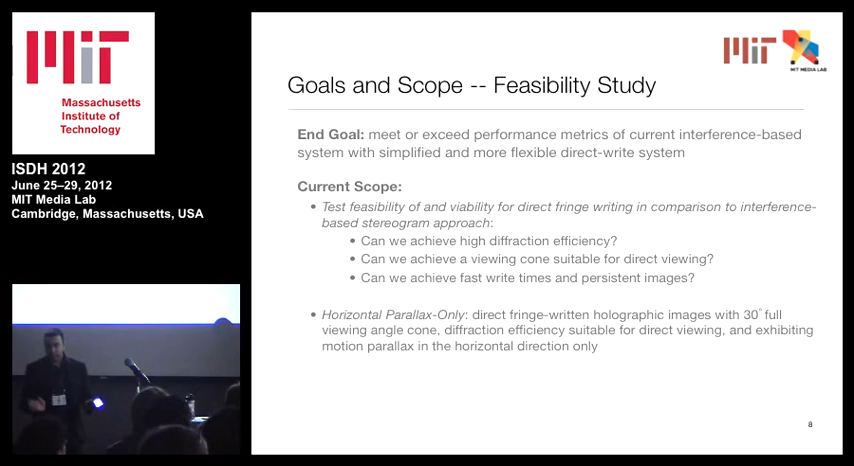 MIT
Massachusetts
Institute of
Technology
ISDH 2012
June 25–29, 2012
MIT Media Lab
Cambridge, Massachusetts, USA
MIT
MIT MEDIA LAB
Goals and Scope -- Feasibility Study
End Goal: meet or exceed performance metrics of current interference-based
system with simplified and more flexible direct-write system
Current Scope:
• Test feasibility of and viability for direct fringe writing in comparison to interference-
based stereogram approach:
• Can we achieve high diffraction efficiency?
• Can we achieve a viewing cone suitable for direct viewing?
• Can we achieve fast write times and persistent images?
• Horizontal Parallax-Only: direct fringe-written holographic images with 30° full
viewing angle cone, diffraction efficiency suitable for direct viewing, and exhibiting
motion parallax in the horizontal direction only
8